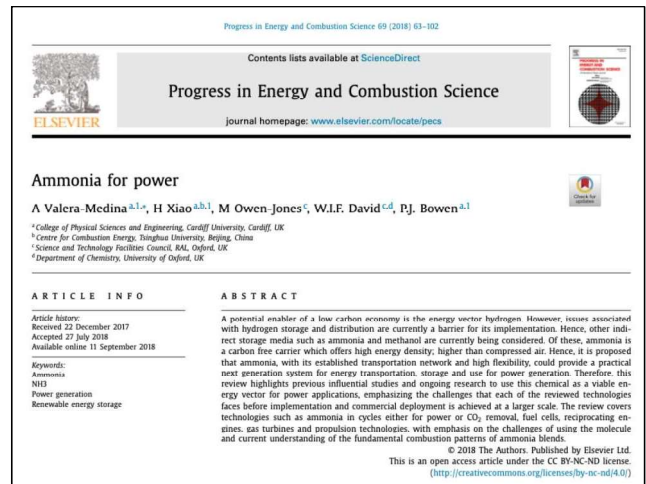 Progress in Energy and Combustion Science 69 (2018) 63–102
Contents lists available at ScienceDirect
Progress in Energy and Combustion Science
journal homepage: www.elsevier.com/locate/pecs
ELSEVIER
Ammonia for power
A Valera-Medina a,1,*, H Xiao a,b,1, M Owen-Jones c, W.I.F. David c,d, P.J. Bowen a,1
Check for
updates
a College of Physical Sciences and Engineering, Cardiff University, Cardiff, UK
b Centre for Combustion Energy, Tsinghua University, Beijing, China
c Science and Technology Facilities Council, RAL, Oxford, UK
d Department of Chemistry, University of Oxford, UK
ARTICLE INFO
Article history:
Received 22 December 2017
Accepted 27 July 2018
Available online 11 September 2018
Keywords:
Ammonia
NH3
Power generation
Renewable energy storage
ABSTRACT
A potential enabler of a low carbon economy is the energy vector hydrogen. However, issues associated
with hydrogen storage and distribution are currently a barrier for its implementation. Hence, other indi-
rect storage media such as ammonia and methanol are currently being considered. Of these, ammonia is
a carbon free carrier which offers high energy density; higher than compressed air. Hence, it is proposed
that ammonia, with its established transportation network and high flexibility, could provide a practical
next generation system for energy transportation, storage and use for power generation. Therefore, this
review highlights previous influential studies and ongoing research to use this chemical as a viable en-
ergy vector for power applications, emphasizing the challenges that each of the reviewed technologies
faces before implementation and commercial deployment is achieved at a larger scale. The review covers
technologies such as ammonia in cycles either for power or CO2 removal, fuel cells, reciprocating en-
gines, gas turbines and propulsion technologies, with emphasis on the challenges of using the molecule
and current understanding of the fundamental combustion patterns of ammonia blends.
© 2018 The Authors. Published by Elsevier Ltd.
This is an open access article under the CC BY-NC-ND license.
(http://creativecommons.org/licenses/by-nc-nd/4.0/)